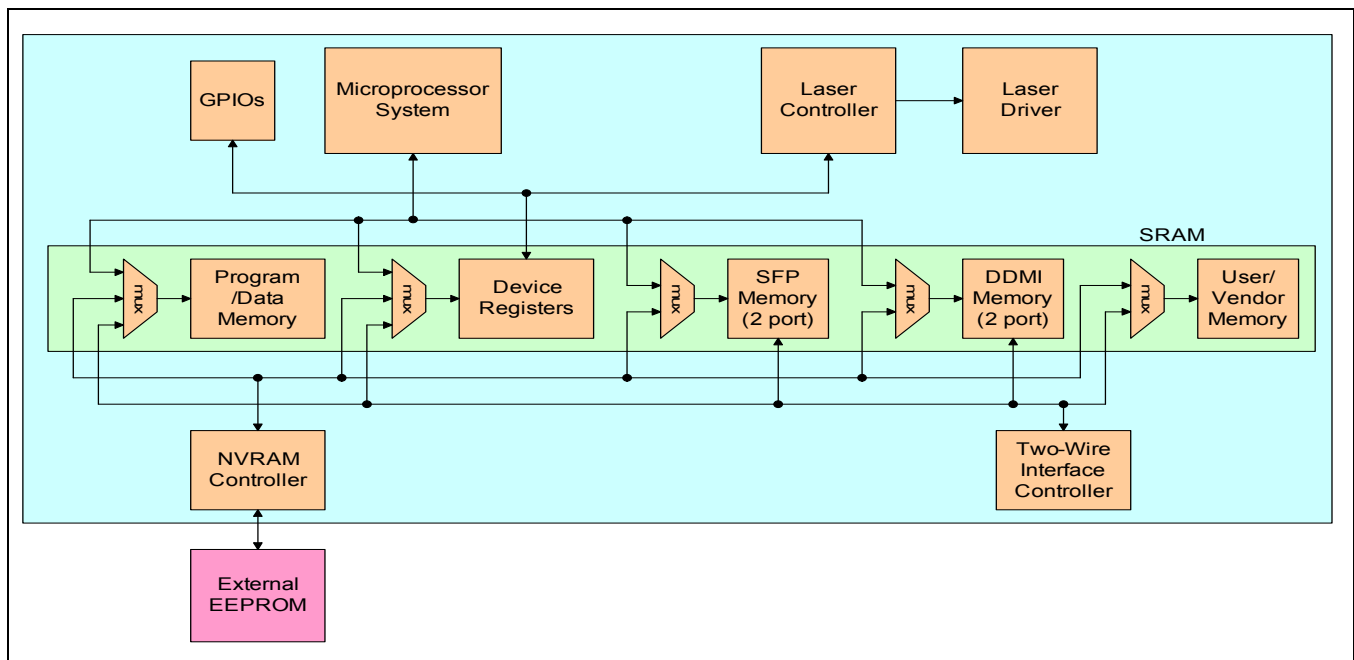 GPIOs
Microprocessor
System
Laser
Controller
Laser
Driver
SRAM
mux
Program
/Data
Memory
mux
Device
Registers
mux
SFP
Memory
(2 port)
mux
DDMI
Memory
(2 port)
mux
User/
Vendor
Memory
NVRAM
Controller
Two-Wire
Interface
Controller
External
EEPROM